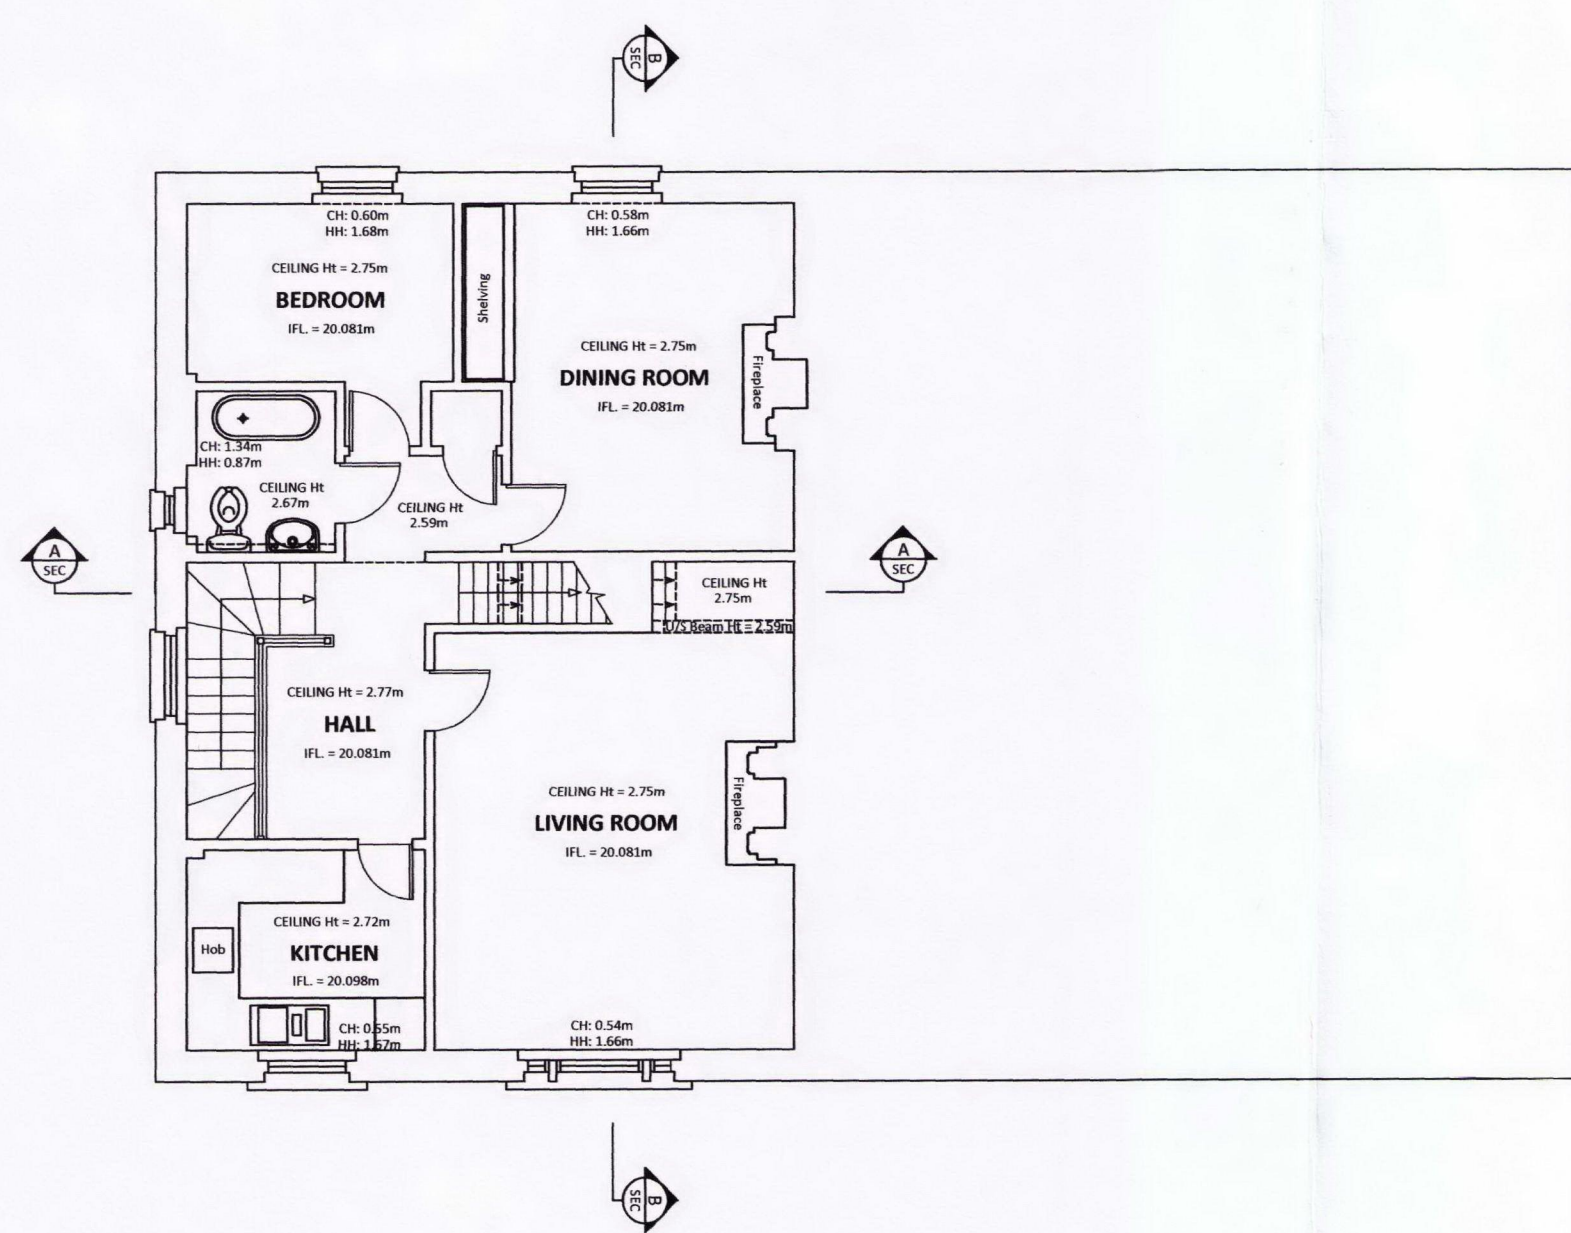 B
SEC
CH: 0.60m
HH: 1.68m
CEILING Ht = 2.75m
BEDROOM
IFL. = 20.081m
Shelving
CH: 0.58m
HH: 1.66m
CEILING Ht = 2.75m
DINING ROOM
IFL. = 20.081m
Fireplace
CH: 1.34m
HH: 0.87m
CEILING Ht
2.67m
CEILING Ht
2.59m
A
SEC
A
SEC
CEILING Ht
2.75m
U/S Beam Ht = 2.59m
CEILING Ht = 2.77m
HALL
IFL. = 20.081m
CEILING Ht = 2.75m
LIVING ROOM
IFL. = 20.081m
Fireplace
CEILING Ht = 2.72m
KITCHEN
IFL. = 20.098m
Hob
CH: 0.55m
HH: 1.67m
CH: 0.54m
HH: 1.66m
B
SEC